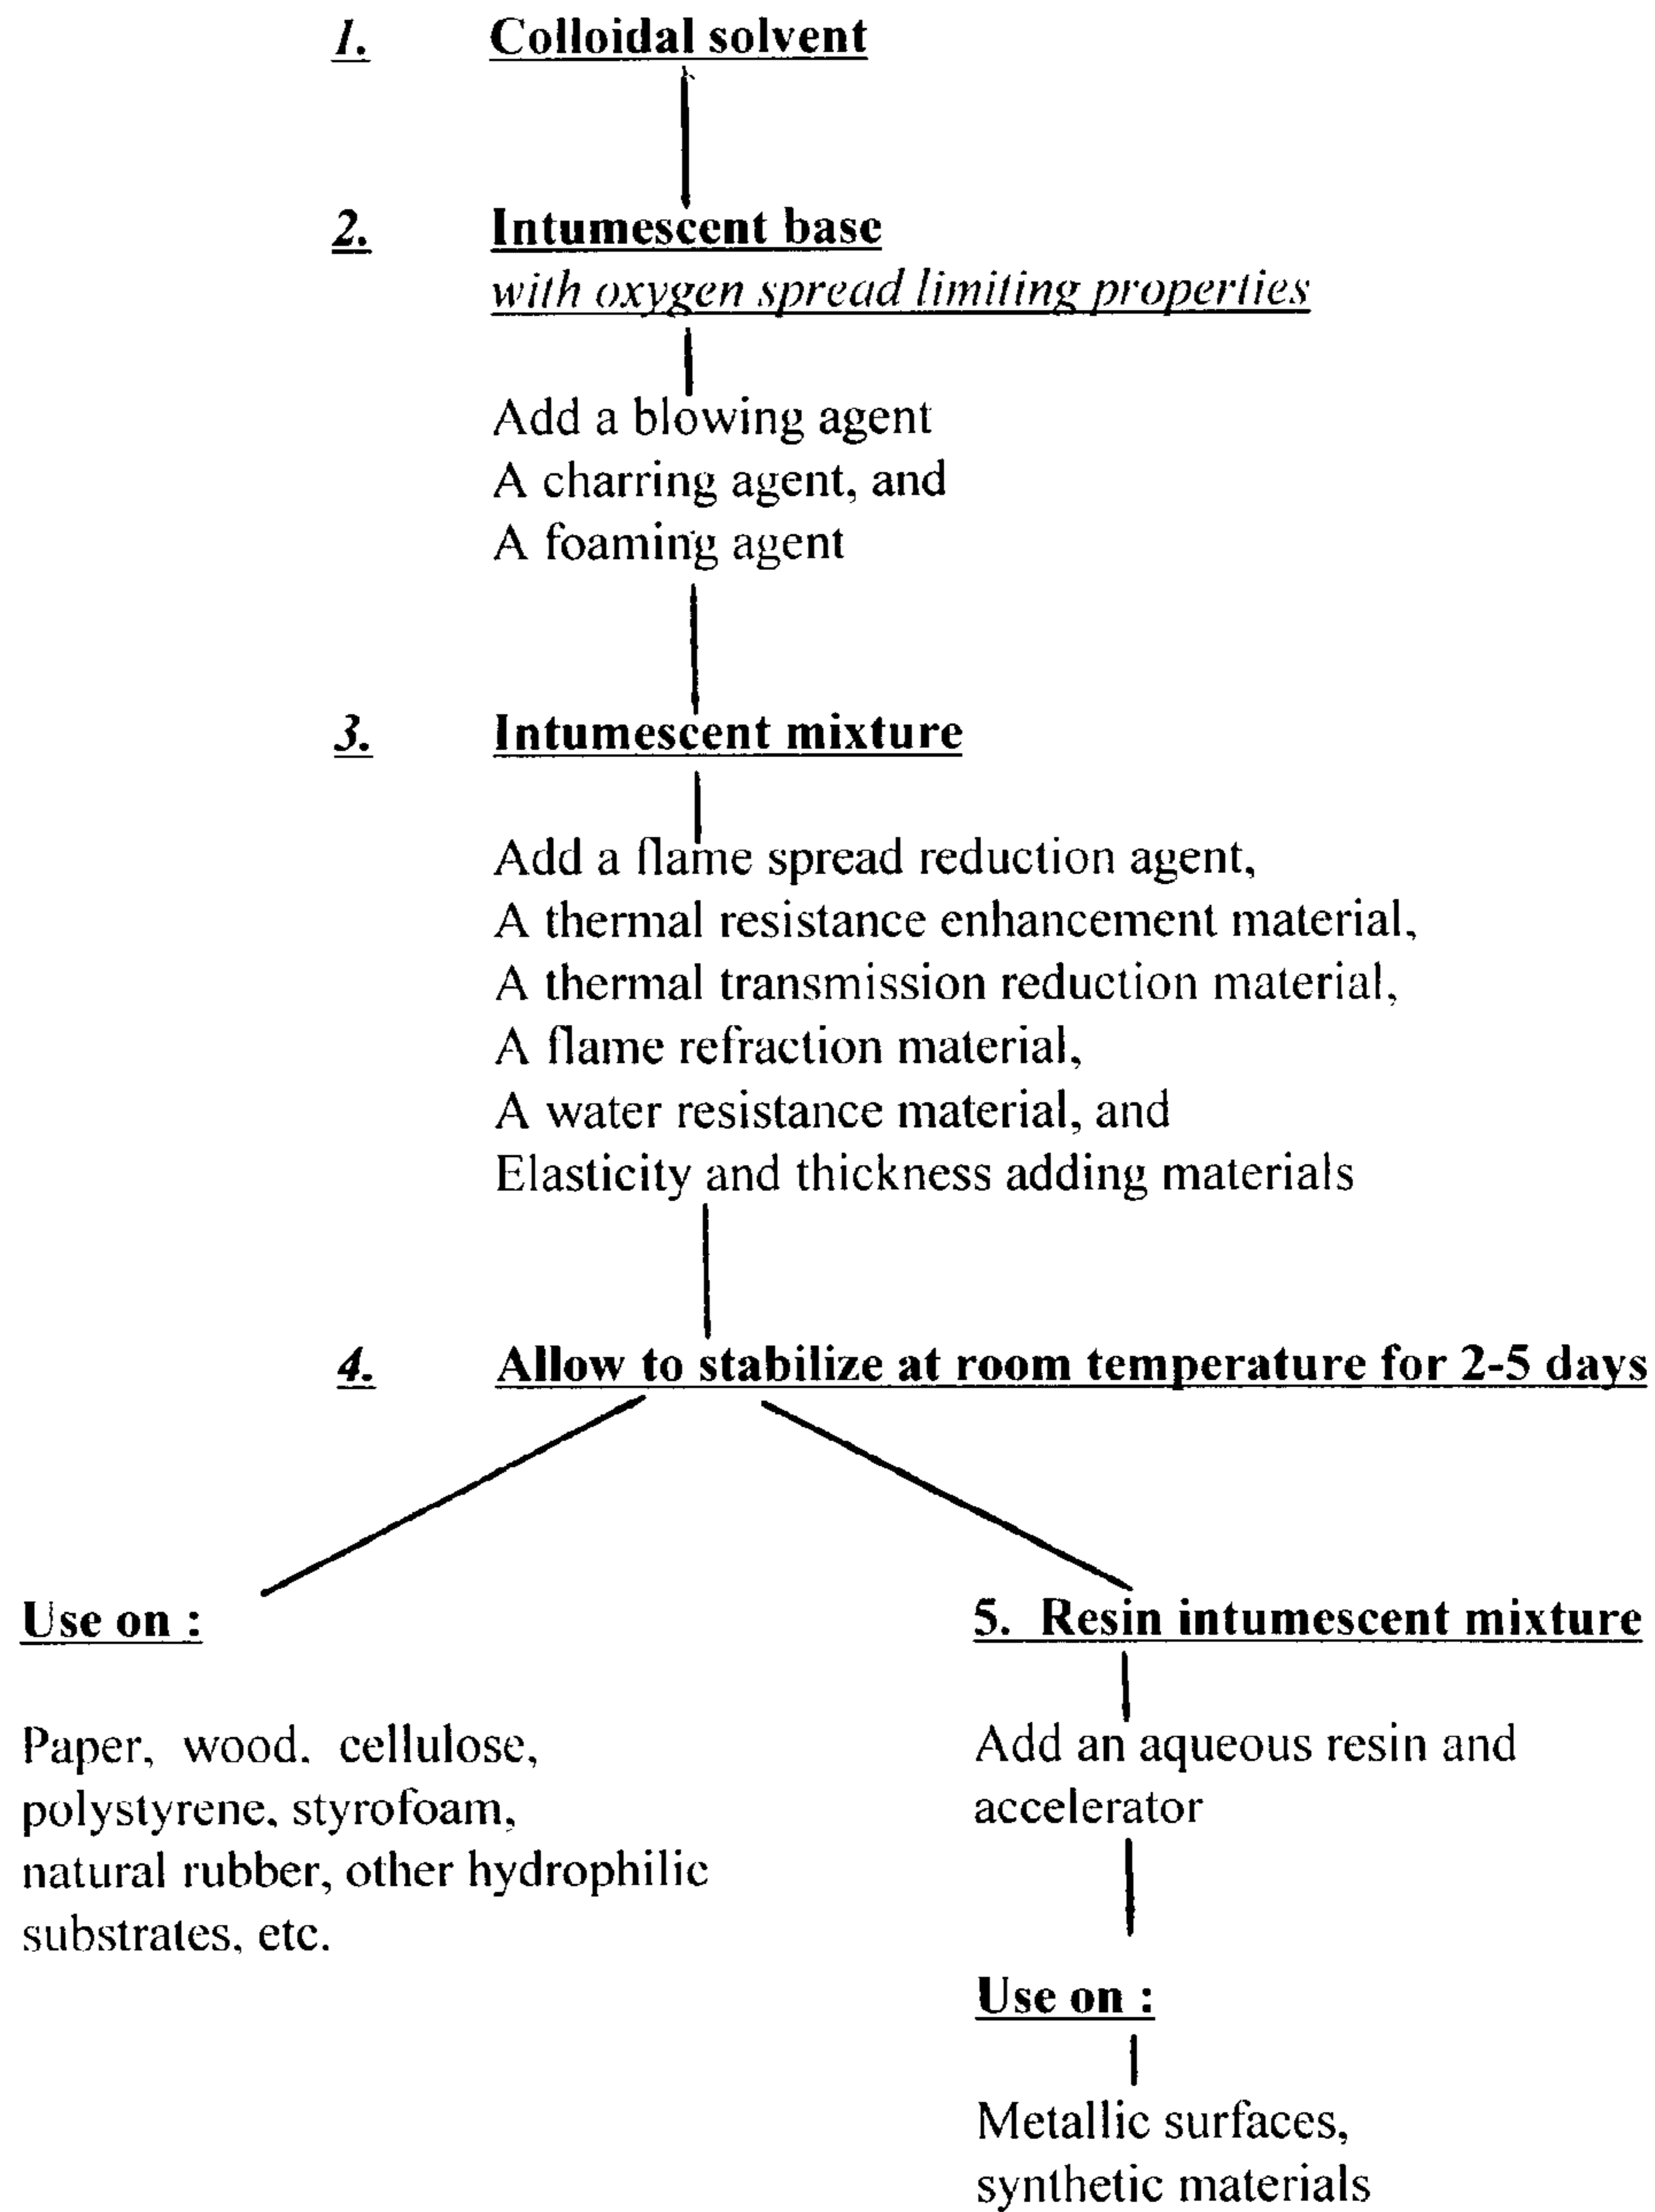 1. Colloidal solvent
2. Intumescent base
with oxygen spread limiting properties
Add a blowing agent
A charring agent, and
A foaming agent
3. Intumescent mixture
Add a flame spread reduction agent,
A thermal resistance enhancement material,
A thermal transmission reduction material,
A flame refraction material,
A water resistance material, and
Elasticity and thickness adding materials
4. Allow to stabilize at room temperature for 2-5 days
Use on :
Paper, wood. cellulose,
polystyrene, styrofoam,
natural rubber, other hydrophilic
substrates, etc.
5. Resin intumescent mixture
Add an aqueous resin and
accelerator
Use on :
Metallic surfaces,
synthetic materials